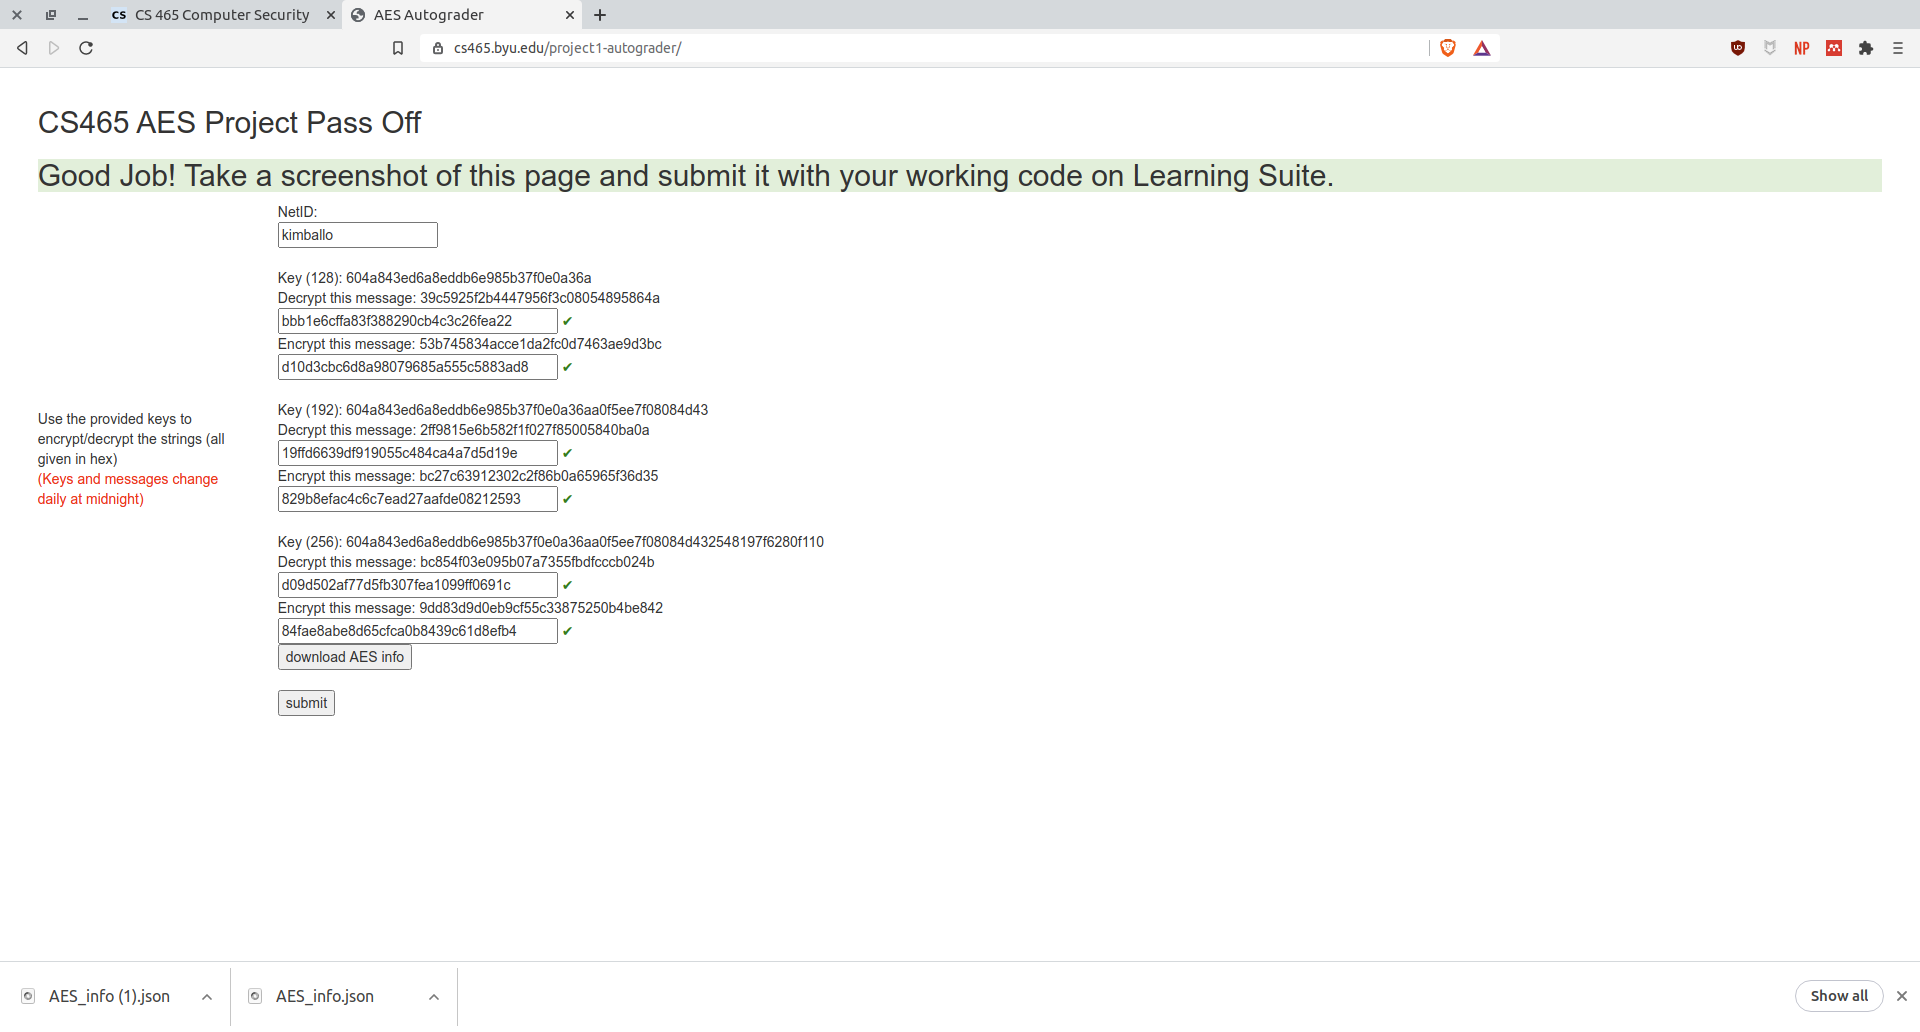 CS CS 465 Computer Security
AES Autograder
cs465.byu.edu/project1-autograder/
NP
CS465 AES Project Pass Off
Good Job! Take a screenshot of this page and submit it with your working code on Learning Suite.
Use the provided keys to
encrypt/decrypt the strings (all
given in hex)
(Keys and messages change
daily at midnight)
NetID:
kimballo
Key (128): 604a843ed6a8eddb6e985b37f0e0a36a
Decrypt this message: 39c5925f2b4447956f3c08054895864a
bbb1e6cffa83f388290cb4c3c26fea22 ✔
Encrypt this message: 53b745834acce1da2fc0d7463ae9d3bc
d10d3cbc6d8a98079685a555c5883ad8 ✔
Key (192): 604a843ed6a8eddb6e985b37f0e0a36aa0f5ee7f08084d43
Decrypt this message: 2ff9815e6b582f1f027f85005840ba0a
19ffd6639df919055c484ca4a7d5d19e ✔
Encrypt this message: bc27c63912302c2f86b0a65965f36d35
829b8efac4c6c7ead27aafde08212593 ✔
Key (256): 604a843ed6a8eddb6e985b37f0e0a36aa0f5ee7f08084d432548197f6280f110
Decrypt this message: bc854f03e095b07a7355fbdfcccb024b
d09d502af77d5fb307fea1099ff0691c ✔
Encrypt this message: 9dd83d9d0eb9cf55c33875250b4be842
84fae8abe8d65cfca0b8439c61d8efb4 ✔
download AES info
submit
AES_info (1).json
AES_info.json
Show all